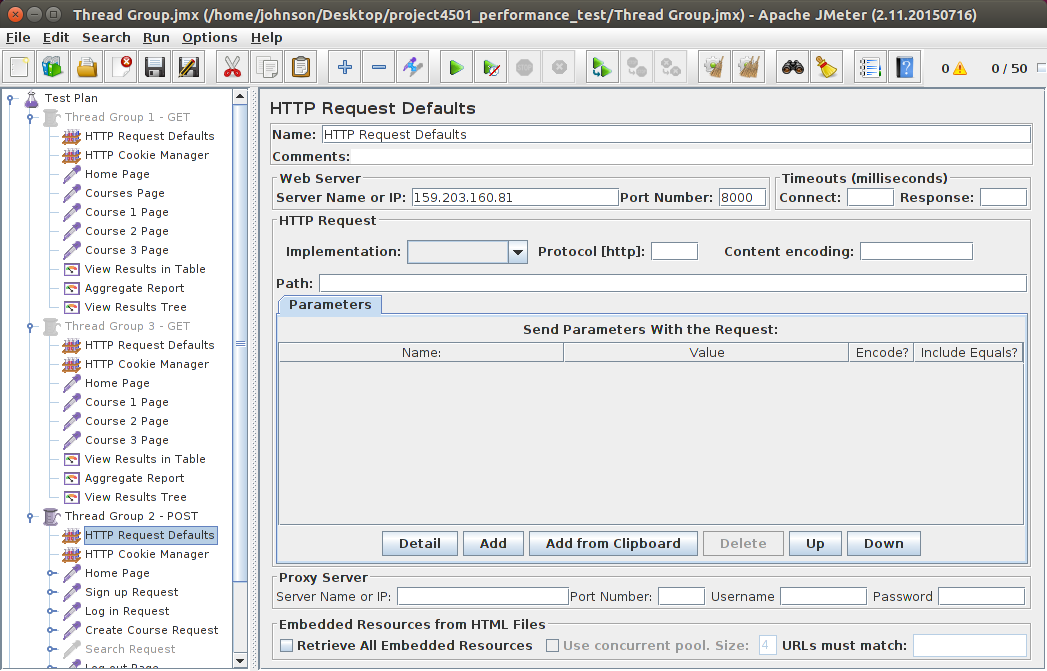 Thread Group.jmx (/home/johnson/Desktop/project4501_performance_test/Thread Group.jmx) - Apache JMeter (2.11.20150716)
File Edit Search Run Options Help
0 0 / 50
Test Plan
Thread Group 1 - GET
HTTP Request Defaults
HTTP Cookie Manager
Home Page
Courses Page
Course 1 Page
Course 2 Page
Course 3 Page
View Results in Table
Aggregate Report
View Results Tree
Thread Group 3 - GET
HTTP Request Defaults
HTTP Cookie Manager
Home Page
Course 1 Page
Course 2 Page
Course 3 Page
View Results in Table
Aggregate Report
View Results Tree
Thread Group 2 - POST
HTTP Request Defaults
HTTP Cookie Manager
Home Page
Sign up Request
Log in Request
Create Course Request
Search Request
Log out Page
HTTP Request Defaults
Name: HTTP Request Defaults
Comments:
Web Server
Server Name or IP: 159.203.160.81 Port Number: 8000
Timeouts (milliseconds)
Connect: Response:
HTTP Request
Implementation: Protocol [http]: Content encoding:
Path:
Parameters
Send Parameters With the Request:
Name: Value Encode? Include Equals?
Detail Add Add from Clipboard Delete Up Down
Proxy Server
Server Name or IP: Port Number: Username Password
Embedded Resources from HTML Files
Retrieve All Embedded Resources Use concurrent pool. Size: 4 URLs must match: